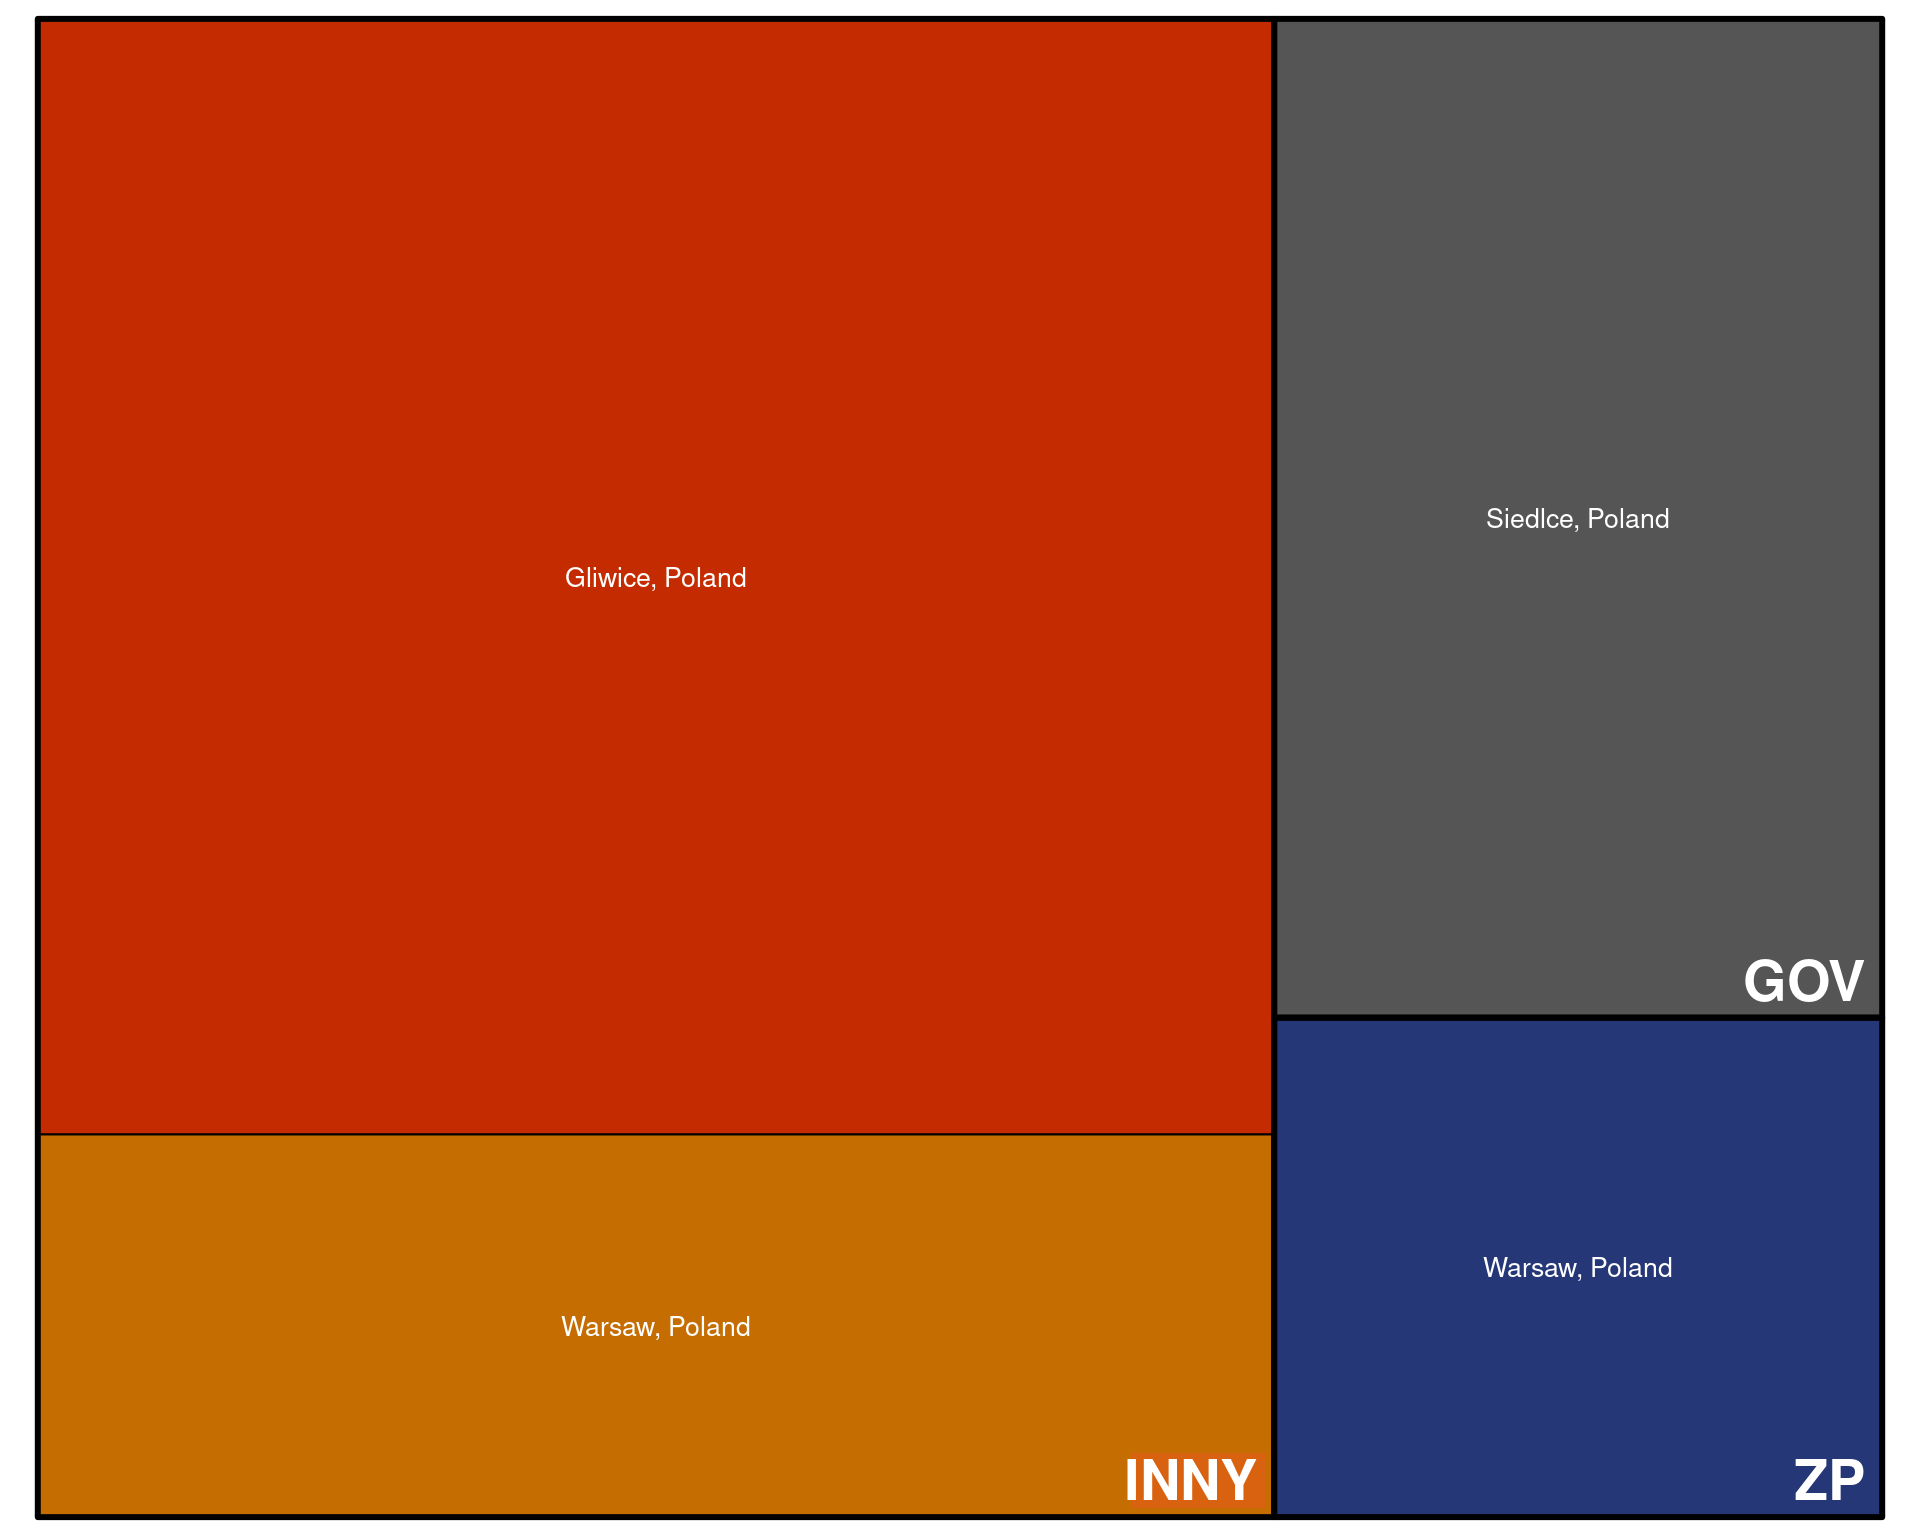 Gliwice, Poland
Warsaw, Poland
INNY
Siedlce, Poland
GOV
Warsaw, Poland
ZP